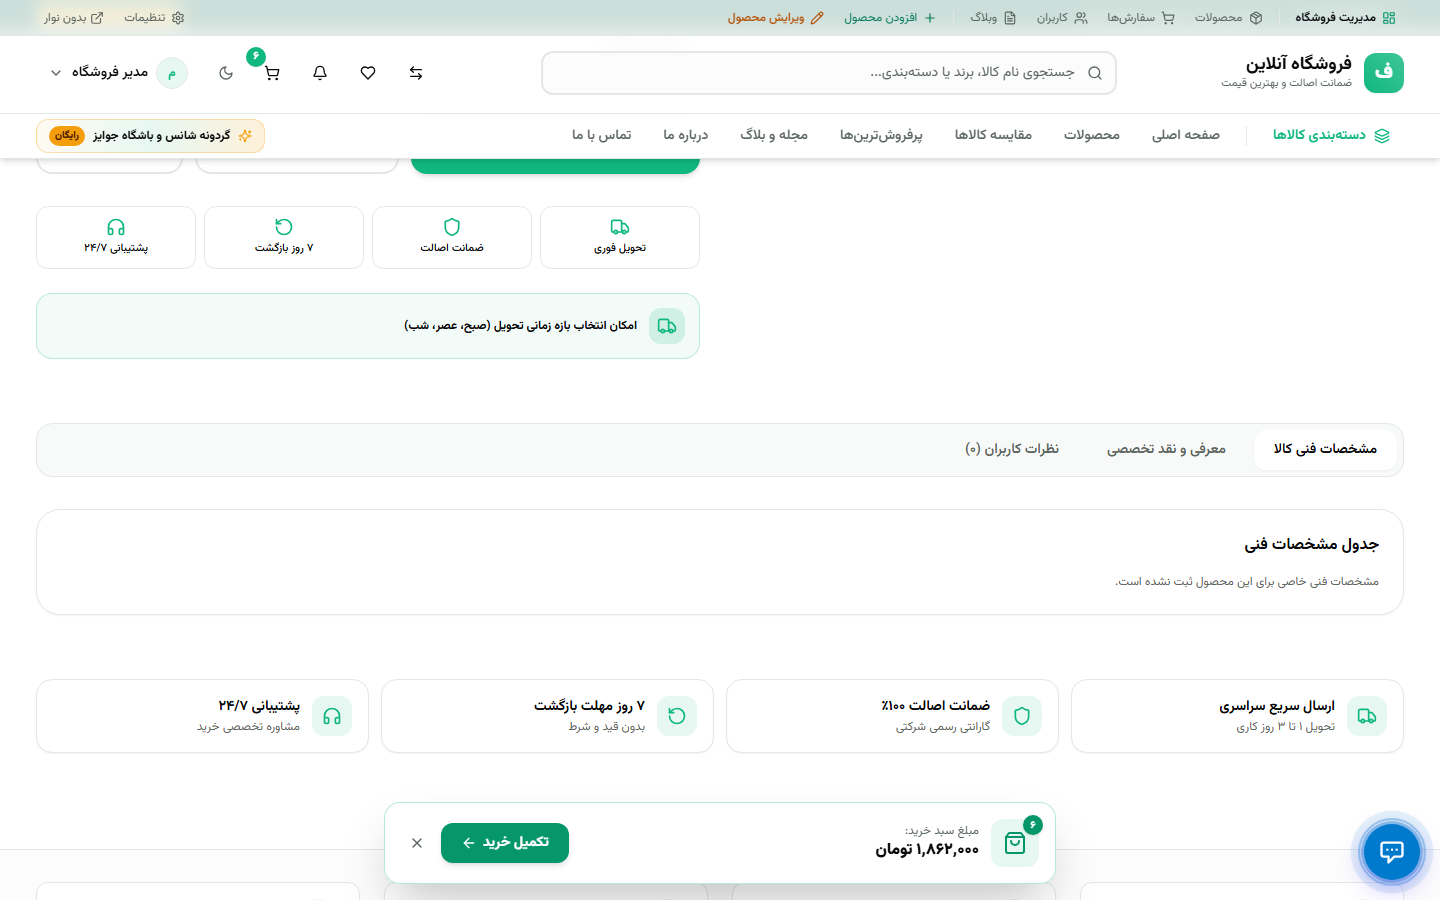 مدیریت فروشگاه
محصولات
سفارش‌ها
کاربران
وبلاگ
افزودن محصول
ویرایش محصول
تنظیمات
بدون نوار
ف
فروشگاه آنلاین
ضمانت اصالت و بهترین قیمت
جستجوی نام کالا، برند یا دسته‌بندی...
۶
م
مدیر فروشگاه
دسته‌بندی کالاها
صفحه اصلی
محصولات
مقایسه کالاها
پرفروش‌ترین‌ها
مجله و بلاگ
درباره ما
تماس با ما
گردونه شانس و باشگاه جوایز
رایگان
تحویل فوری
ضمانت اصالت
۷ روز بازگشت
پشتیبانی ۲۴/۷
امکان انتخاب بازه زمانی تحویل (صبح، عصر، شب)
مشخصات فنی کالا
معرفی و نقد تخصصی
نظرات کاربران (۰)
جدول مشخصات فنی
مشخصات فنی خاصی برای این محصول ثبت نشده است.
ارسال سریع سراسری
تحویل ۱ تا ۳ روز کاری
ضمانت اصالت ۱۰۰٪
گارانتی رسمی شرکتی
۷ روز مهلت بازگشت
بدون قید و شرط
پشتیبانی ۲۴/۷
مشاوره تخصصی خرید
۶
مبلغ سبد خرید:
۱,۸۶۲,۰۰۰ تومان
تکمیل خرید